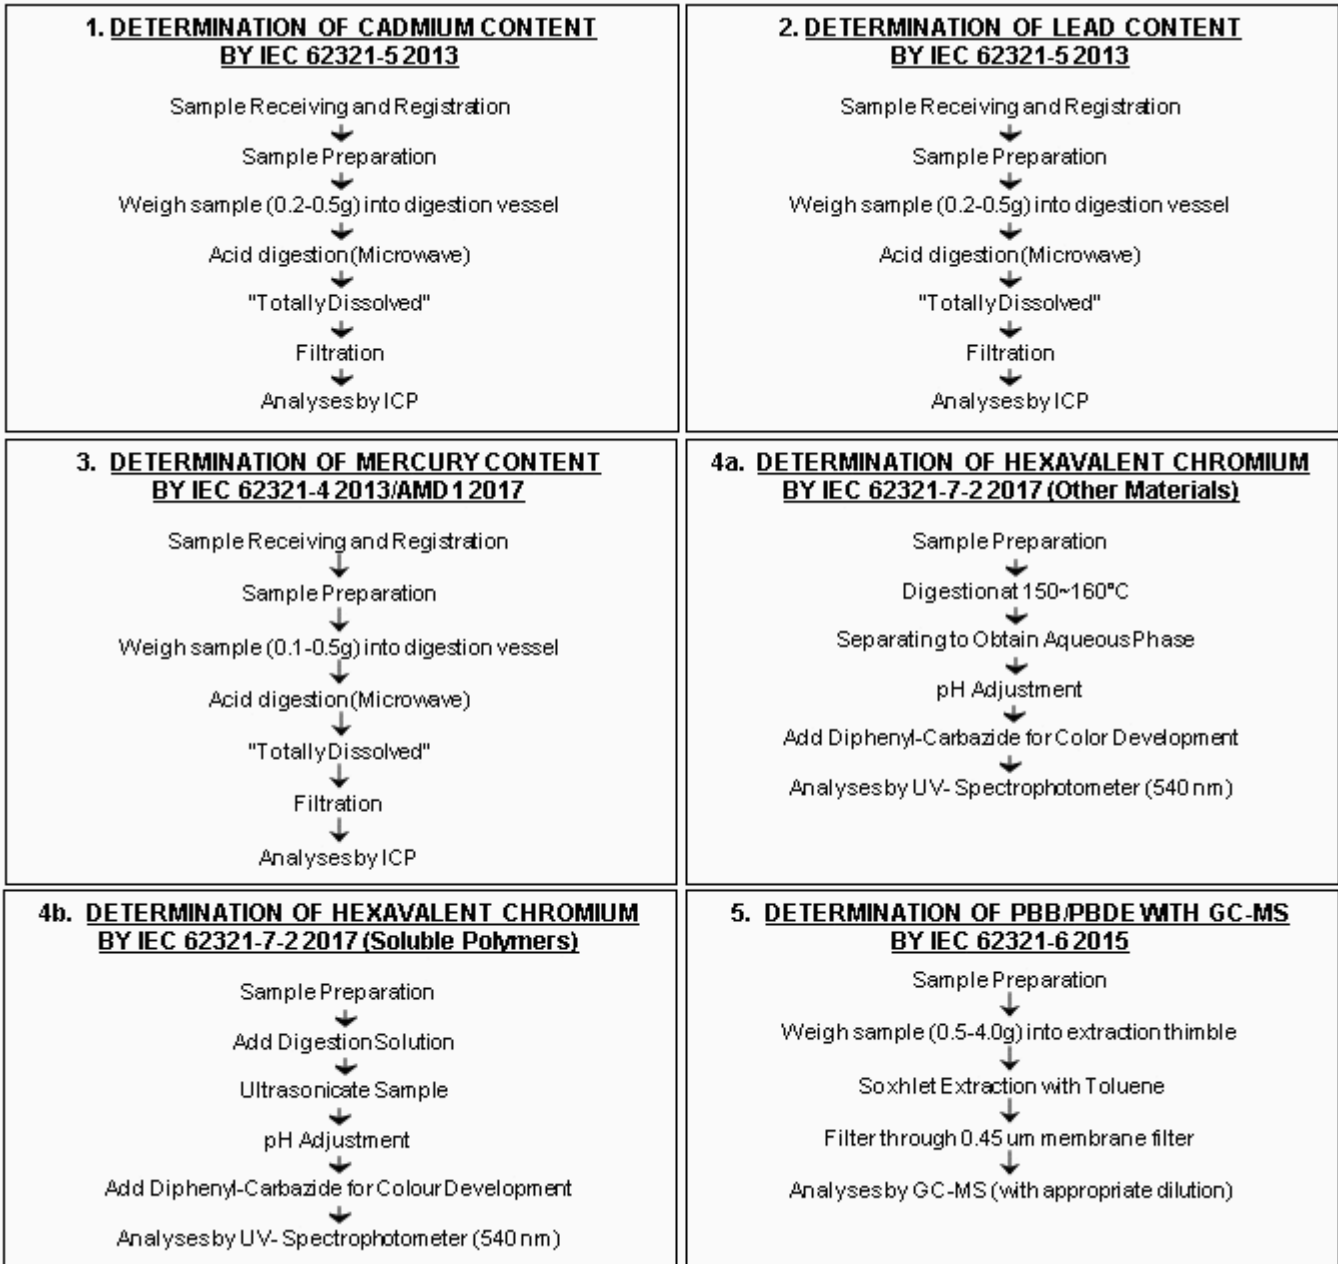 1. DETERMINATION OF CADMIUM CONTENT
BY IEC 62321-5 2013
Sample Receiving and Registration
Sample Preparation
Weigh sample (0.2-0.5g) into digestion vessel
Acid digestion (Microwave)
"Totally Dissolved"
Filtration
Analyses by ICP
2. DETERMINATION OF LEAD CONTENT
BY IEC 62321-5 2013
Sample Receiving and Registration
Sample Preparation
Weigh sample (0.2-0.5g) into digestion vessel
Acid digestion (Microwave)
"Totally Dissolved"
Filtration
Analyses by ICP
3. DETERMINATION OF MERCURY CONTENT
BY IEC 62321-4 2013/AMD1 2017
Sample Receiving and Registration
Sample Preparation
Weigh sample (0.1-0.5g) into digestion vessel
Acid digestion (Microwave)
"Totally Dissolved"
Filtration
Analyses by ICP
4a. DETERMINATION OF HEXAVALENT CHROMIUM
BY IEC 62321-7-2 2017 (Other Materials)
Sample Preparation
Digestion at 150~160°C
Separating to Obtain Aqueous Phase
pH Adjustment
Add Diphenyl-Carbazide for Color Development
Analyses by UV- Spectrophotometer (540 nm)
4b. DETERMINATION OF HEXAVALENT CHROMIUM
BY IEC 62321-7-2 2017 (Soluble Polymers)
Sample Preparation
Add Digestion Solution
Ultrasonicate Sample
pH Adjustment
Add Diphenyl-Carbazide for Colour Development
Analyses by UV- Spectrophotometer (540 nm)
5. DETERMINATION OF PBB/PBDE WITH GC-MS
BY IEC 62321-6 2015
Sample Preparation
Weigh sample (0.5-4.0g) into extraction thimble
Soxhlet Extraction with Toluene
Filter through 0.45 um membrane filter
Analyses by GC-MS (with appropriate dilution)